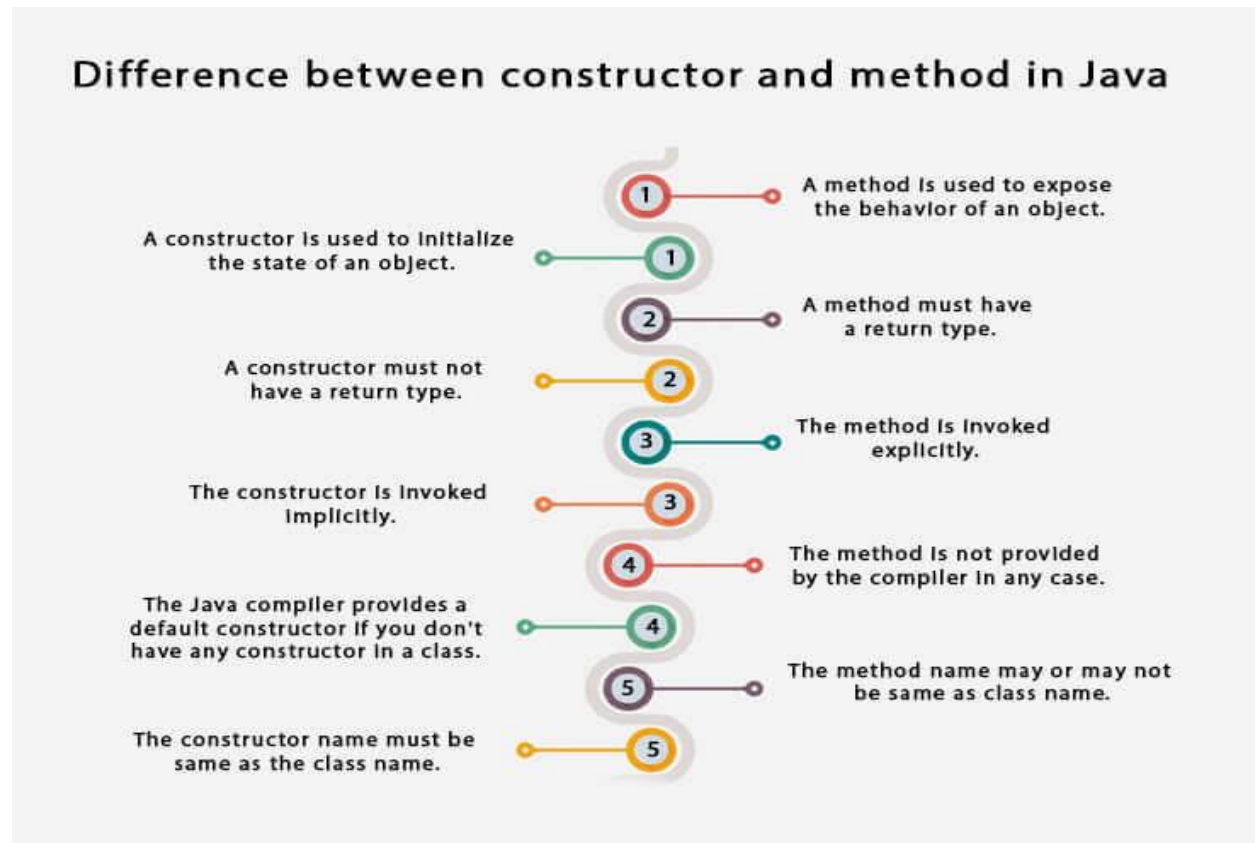 Difference between constructor and method in Java
1
A method is used to expose
the behavior of an object.
A constructor is used to initialize
the state of an object.
1
2
A method must have
a return type.
A constructor must not
have a return type.
2
3
The method is invoked
explicitly.
The constructor is invoked
implicitly.
3
4
The method is not provided
by the compiler in any case.
The Java compiler provides a
default constructor if you don't
have any constructor in a class.
4
5
The method name may or may not
be same as class name.
The constructor name must be
same as the class name.
5